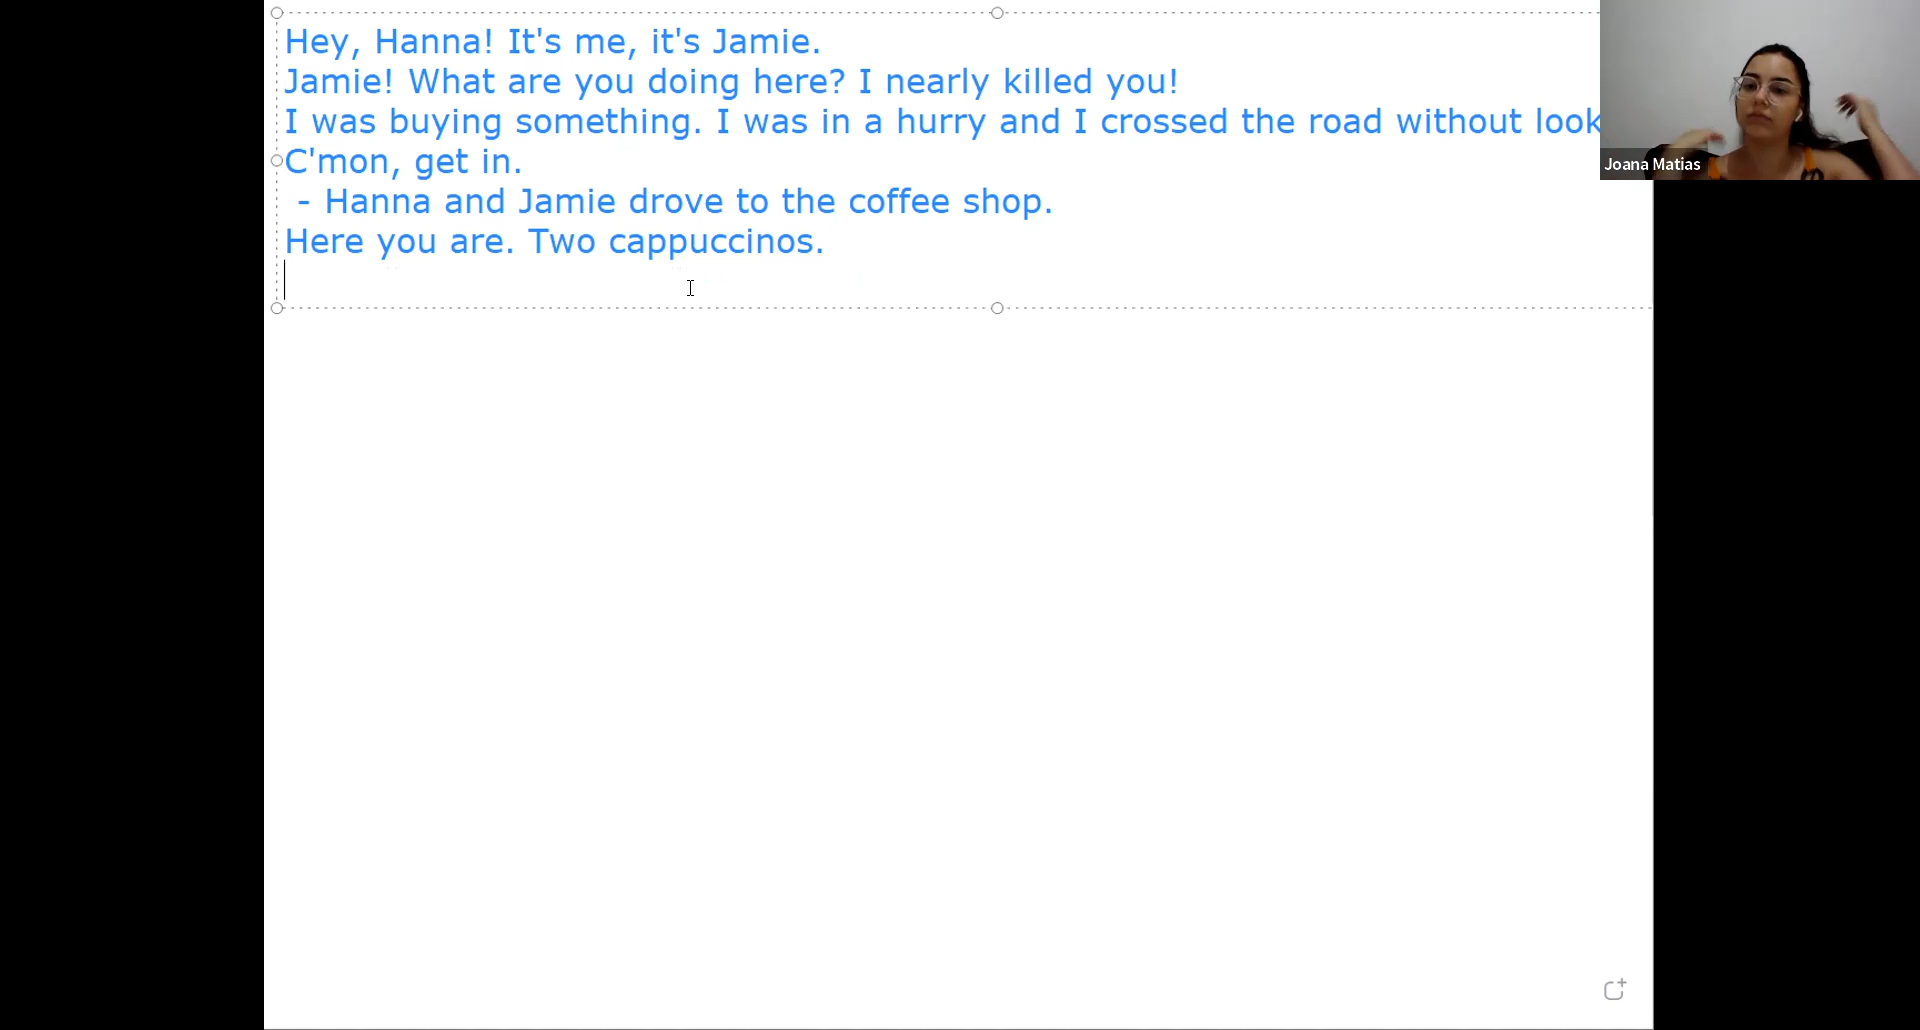 Hey, Hanna! It's me, it's Jamie.
Jamie! What are you doing here? I nearly killed you!
I was buying something. I was in a hurry and I crossed the road without look
C'mon, get in.
- Hanna and Jamie drove to the coffee shop.
Here you are. Two cappuccinos.
Joana Matias